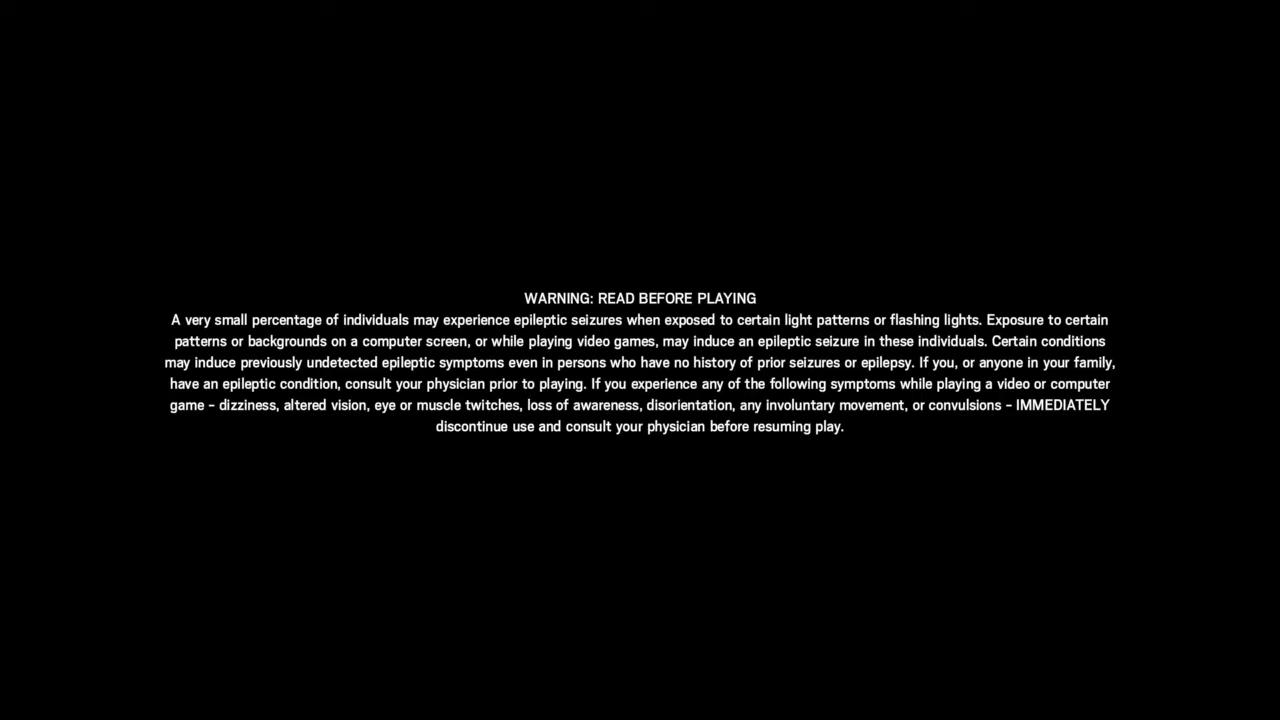 WARNING: READ BEFORE PLAYING
A very small percentage of individuals may experience epileptic seizures when exposed to certain light patterns or flashing lights. Exposure to certain
patterns or backgrounds on a computer screen, or while playing video games, may induce an epileptic seizure in these individuals. Certain conditions
may induce previously undetected epileptic symptoms even in persons who have no history of prior seizures or epilepsy. If you, or anyone in your family,
have an epileptic condition, consult your physician prior to playing. If you experience any of the following symptoms while playing a video or computer
game - dizziness, altered vision, eye or muscle twitches, loss of awareness, disorientation, any involuntary movement, or convulsions - IMMEDIATELY
discontinue use and consult your physician before resuming play.